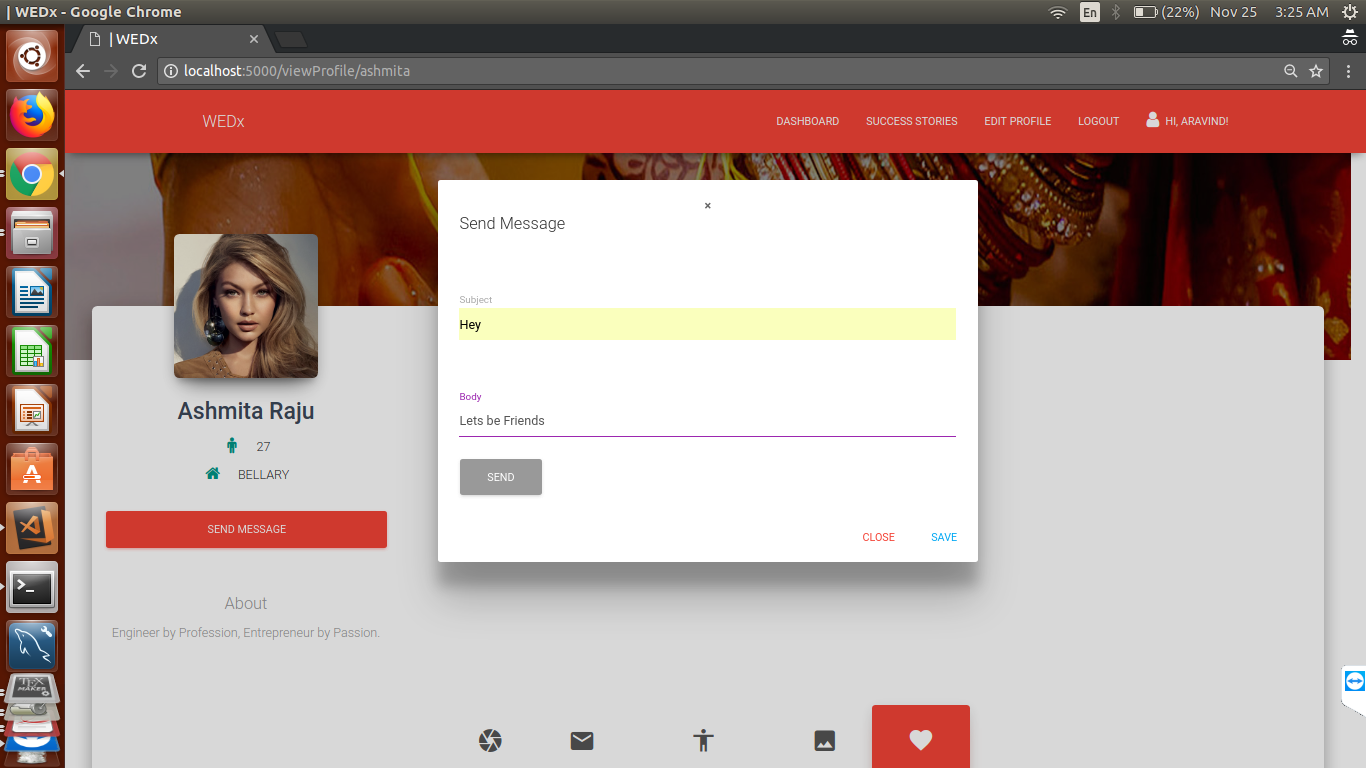 | WEDx - Google Chrome
En
(22%)
Nov 25
3:25 AM
| WEDx
localhost:5000/viewProfile/ashmita
WEDx
DASHBOARD
SUCCESS STORIES
EDIT PROFILE
LOGOUT
HI, ARAVIND!
×
Send Message
Subject
Hey
Body
Lets be Friends
SEND
CLOSE
SAVE
Ashmita Raju
27
BELLARY
SEND MESSAGE
About
Engineer by Profession, Entrepreneur by Passion.
TEX
MAKER